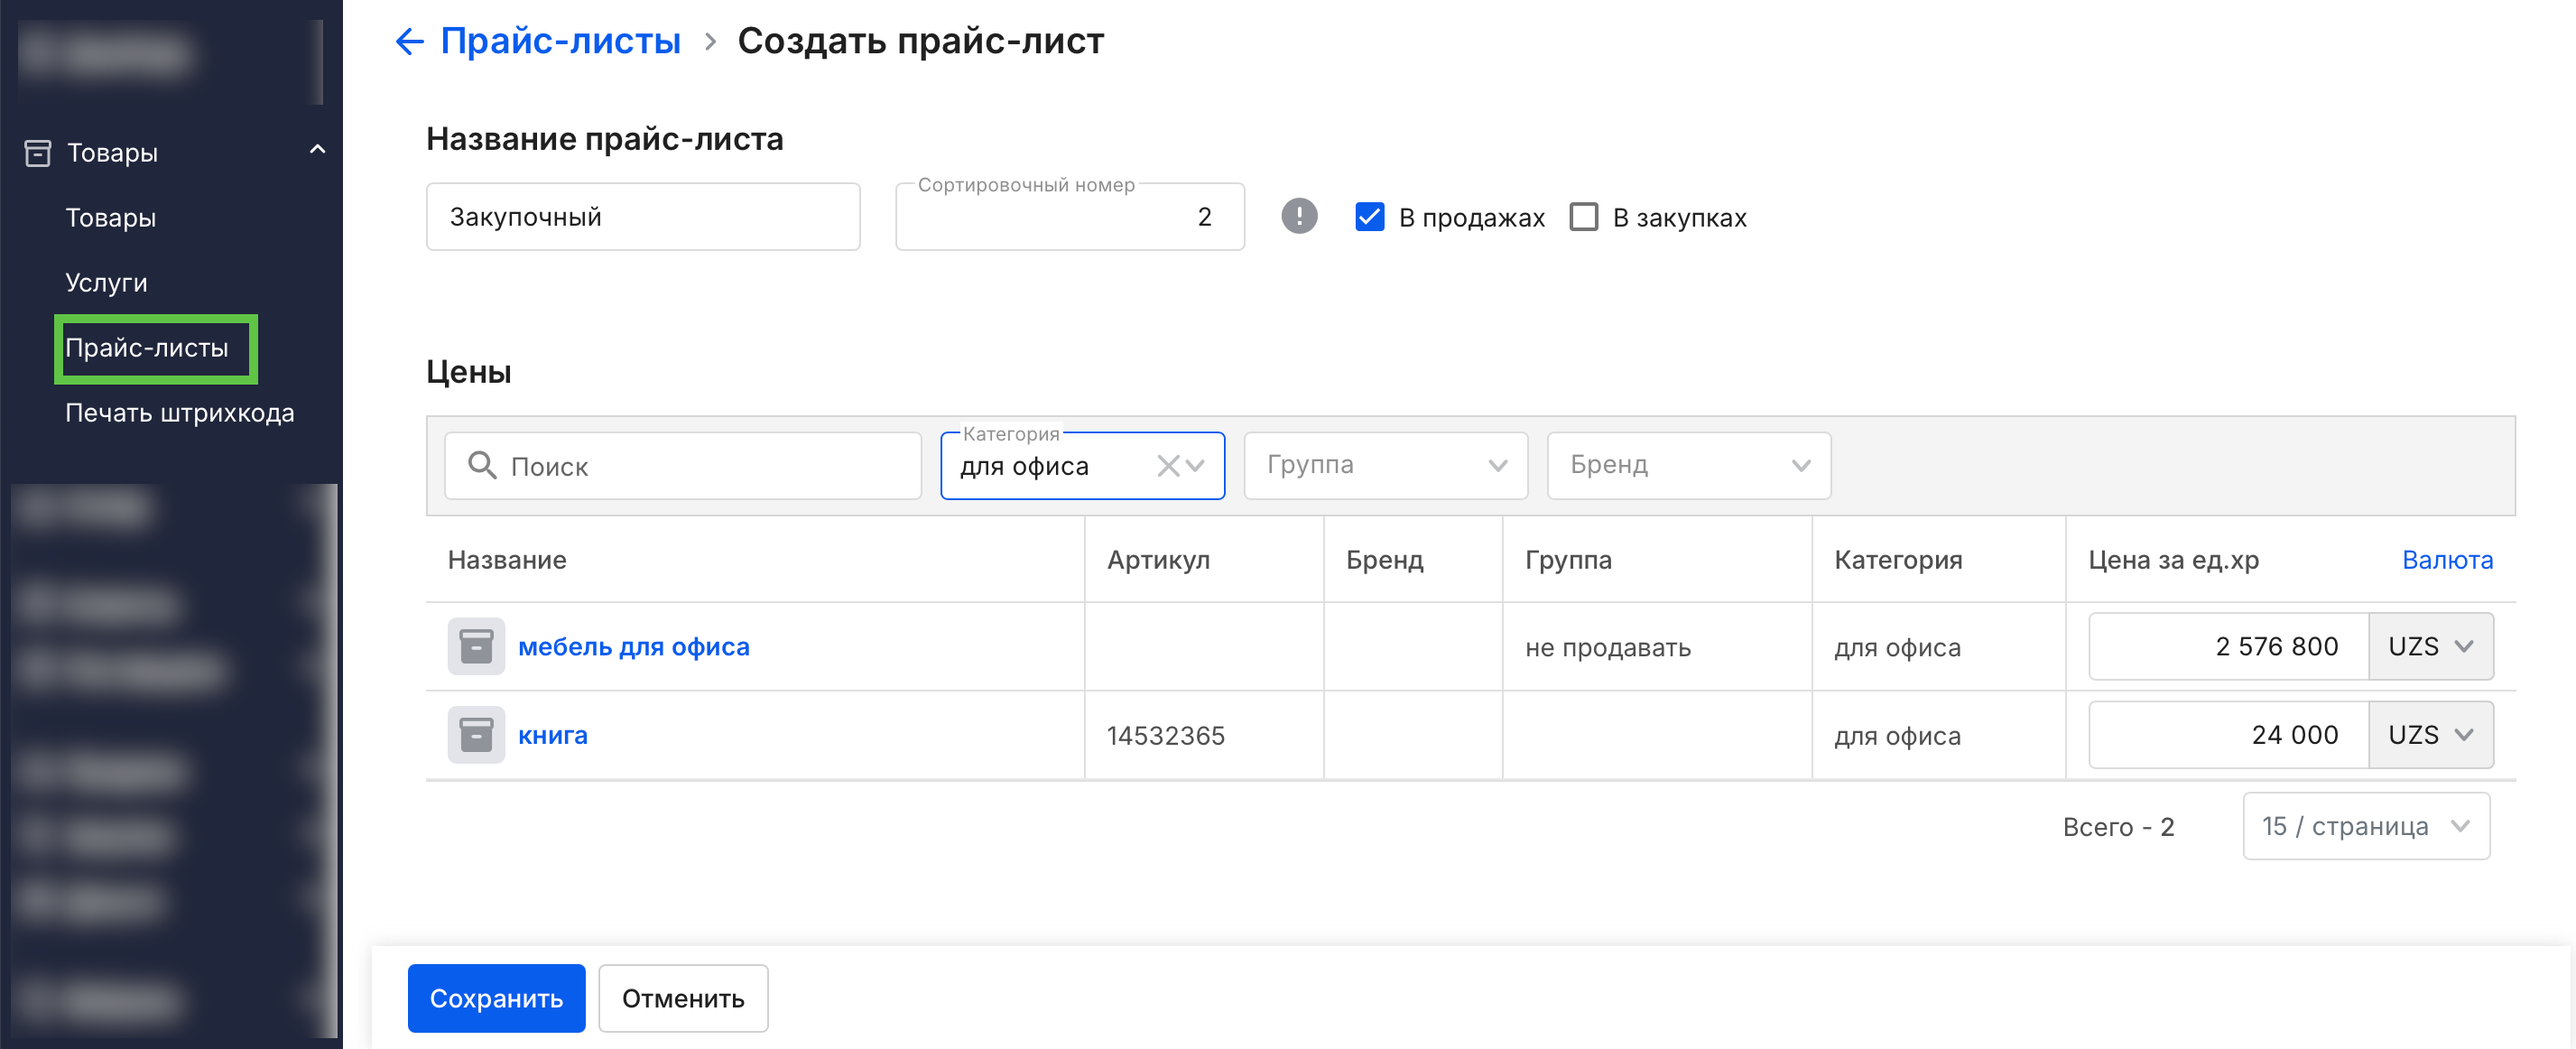 Товары
Товары
Услуги
Прайс-листы
Печать штрихкода
Прайс-листы > Создать прайс-лист
Название прайс-листа
Закупочный
Сортировочный номер
2
В продажах
В закупках
Цены
Поиск
Категория
для офиса
Группа
Бренд
Название Артикул Бренд Группа Категория Цена за ед.хр Валюта
мебель для офиса не продавать для офиса 2 576 800 UZS
книга 14532365 для офиса 24 000 UZS
Всего - 2
15 / страница
Сохранить
Отменить